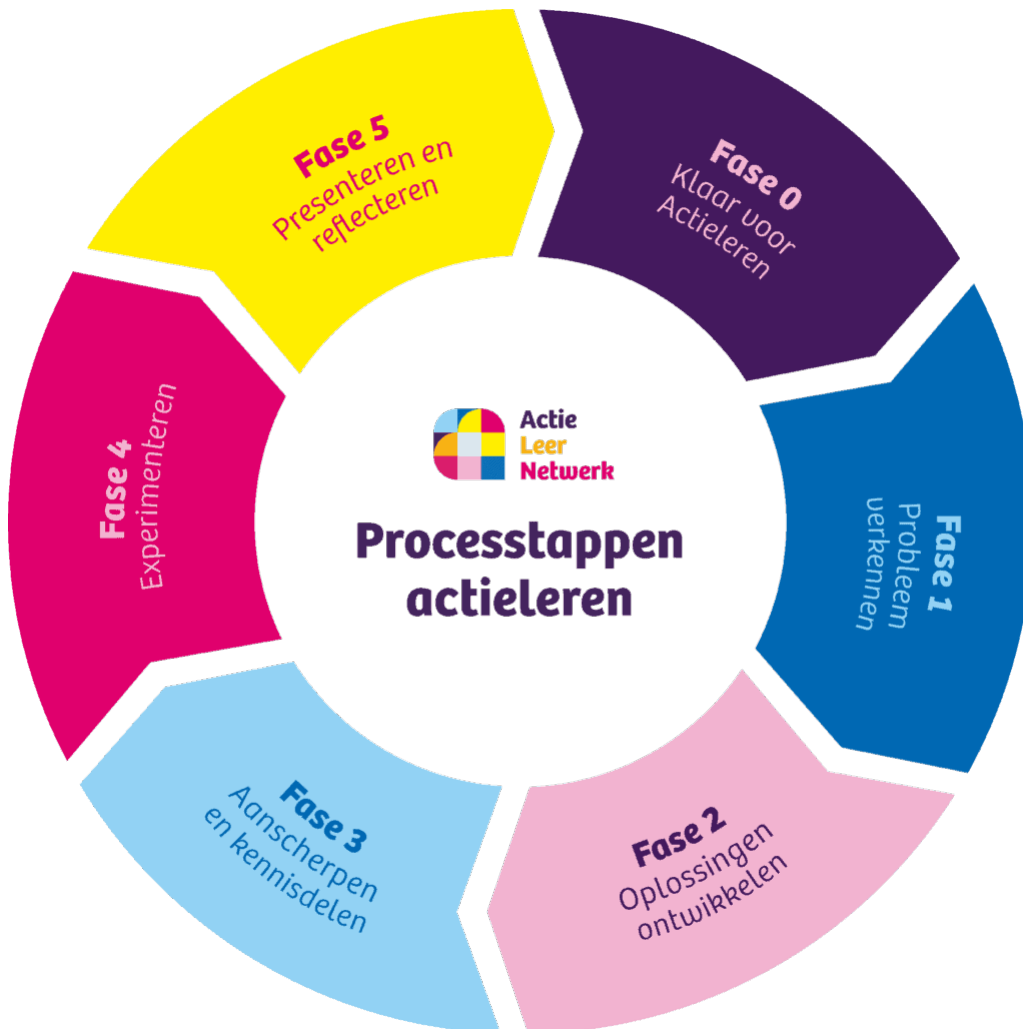 Actie
Leer
Netwerk
Processtappen
actieleren
Fase 0
Klaar voor
Actieleren
Fase 1
Probleem
verkennen
Fase 2
Oplossingen
ontwikkelen
Fase 3
Aanscherpen
en kennisdelen
Fase 4
Experimenteren
Fase 5
Presenteren en
reflecteren